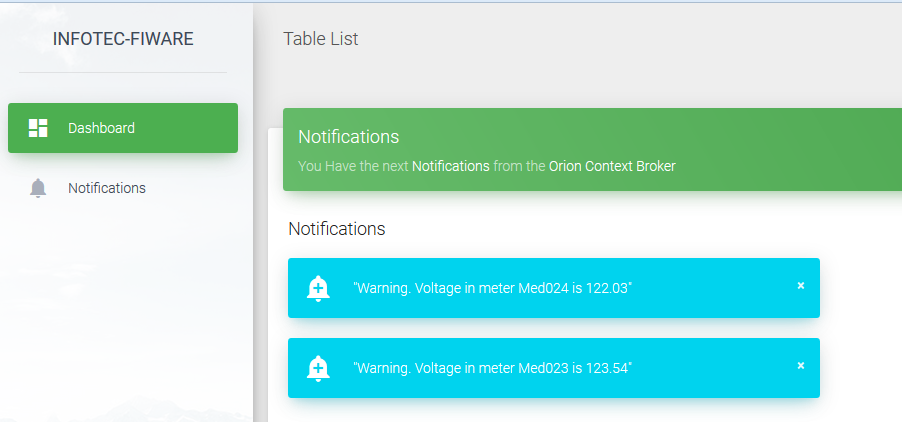 INFOTEC-FIWARE
Table List
Dashboard
Notifications
Notifications
You Have the next Notifications from the Orion Context Broker
Notifications
"Warning. Voltage in meter Med024 is 122.03"
×
"Warning. Voltage in meter Med023 is 123.54"
×